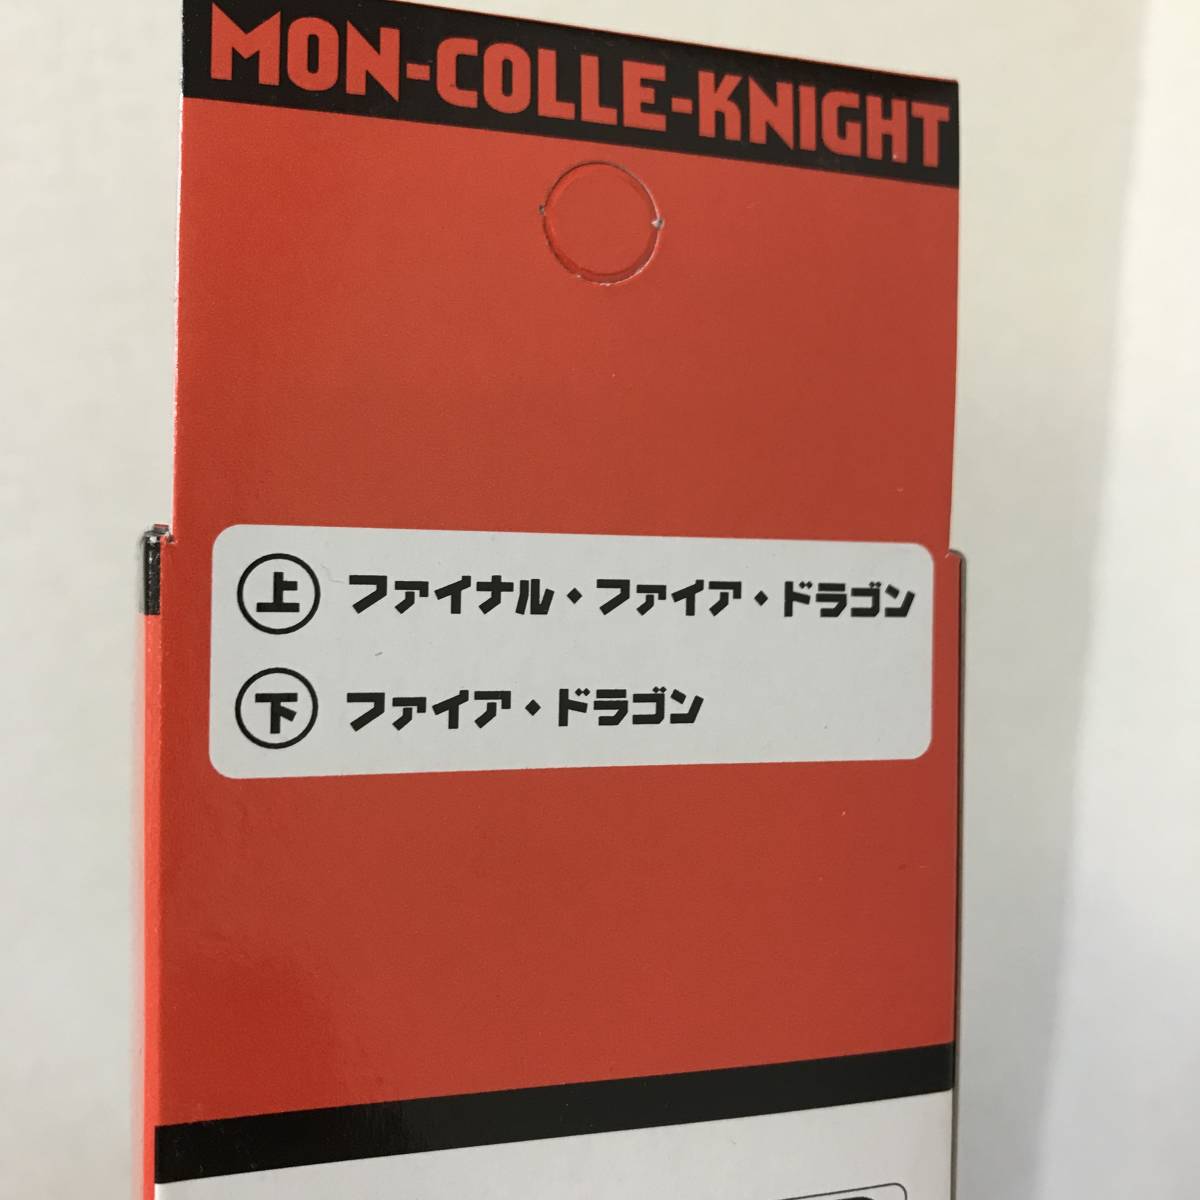 MON-COLLE-KNIGHT
上 ファイナル・ファイア・ドラゴン
下 ファイア・ドラゴン